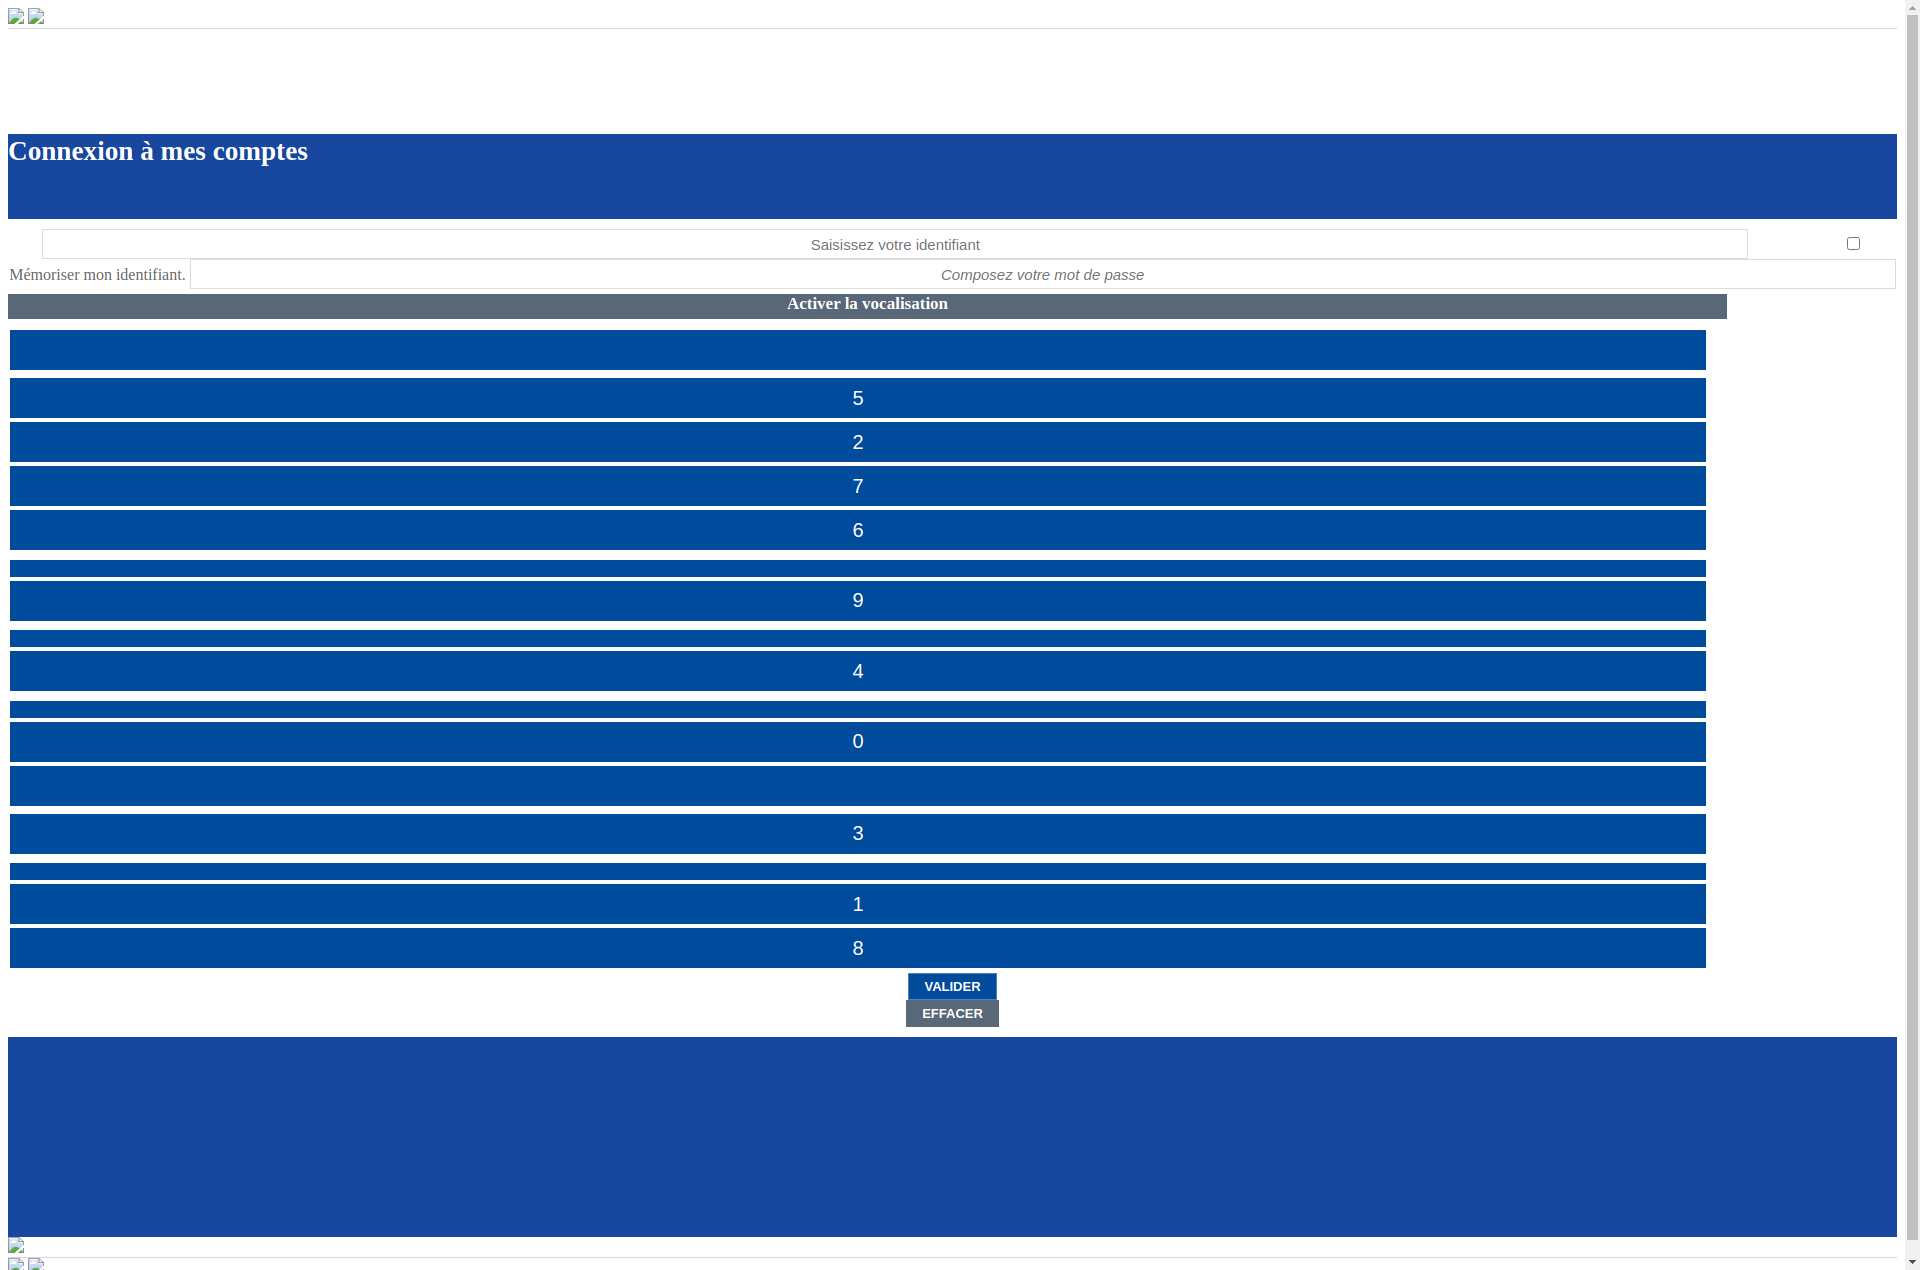 Connexion à mes comptes
Saisissez votre identifiant
Mémoriser mon identifiant. Composez votre mot de passe
Activer la vocalisation
5
2
7
6
9
4
0
3
1
8
VALIDER
EFFACER